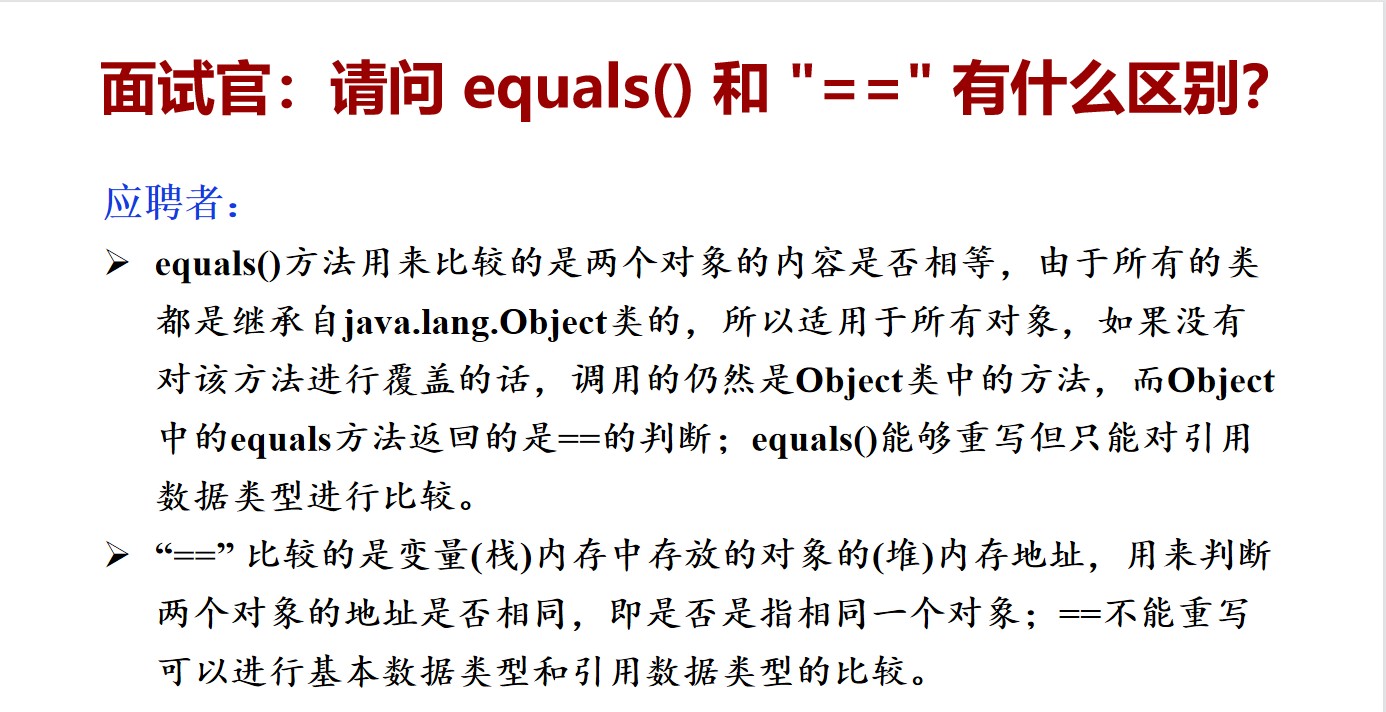 面试官：请问 equals() 和 "==" 有什么区别？
应聘者：
➢ equals()方法用来比较的是两个对象的内容是否相等，由于所有的类
都是继承自java.lang.Object类的，所以适用于所有对象，如果没有
对该方法进行覆盖的话，调用的仍然是Object类中的方法，而Object
中的equals方法返回的是==的判断；equals()能够重写但只能对引用
数据类型进行比较。
➢ “==” 比较的是变量(栈)内存中存放的对象的(堆)内存地址，用来判断
两个对象的地址是否相同，即是否是指相同一个对象；==不能重写
可以进行基本数据类型和引用数据类型的比较。